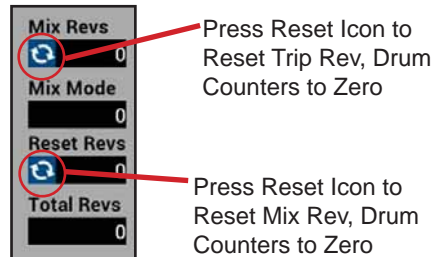 Mix Revs
0
Mix Mode
0
Reset Revs
0
Total Revs
0
Press Reset Icon to
Reset Trip Rev, Drum
Counters to Zero
Press Reset Icon to
Reset Mix Rev, Drum
Counters to Zero